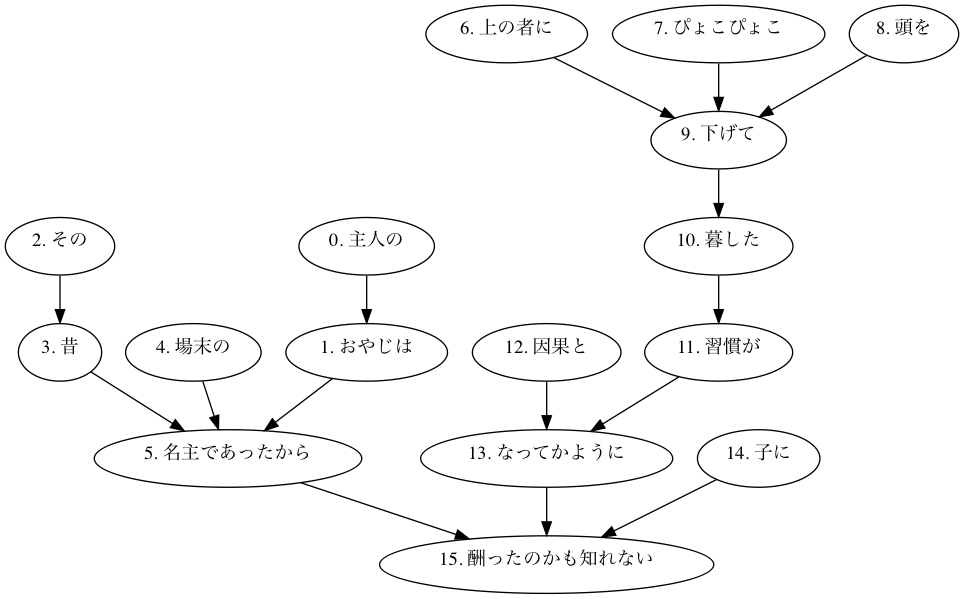 6. 上の者に
7. ぴょこぴょこ
8. 頭を
9. 下げて
2. その
0. 主人の
10. 暮した
3. 昔
4. 場末の
1. おやじは
12. 因果と
11. 習慣が
5. 名主であったから
13. なってかように
14. 子に
15. 酬ったのかも知れない